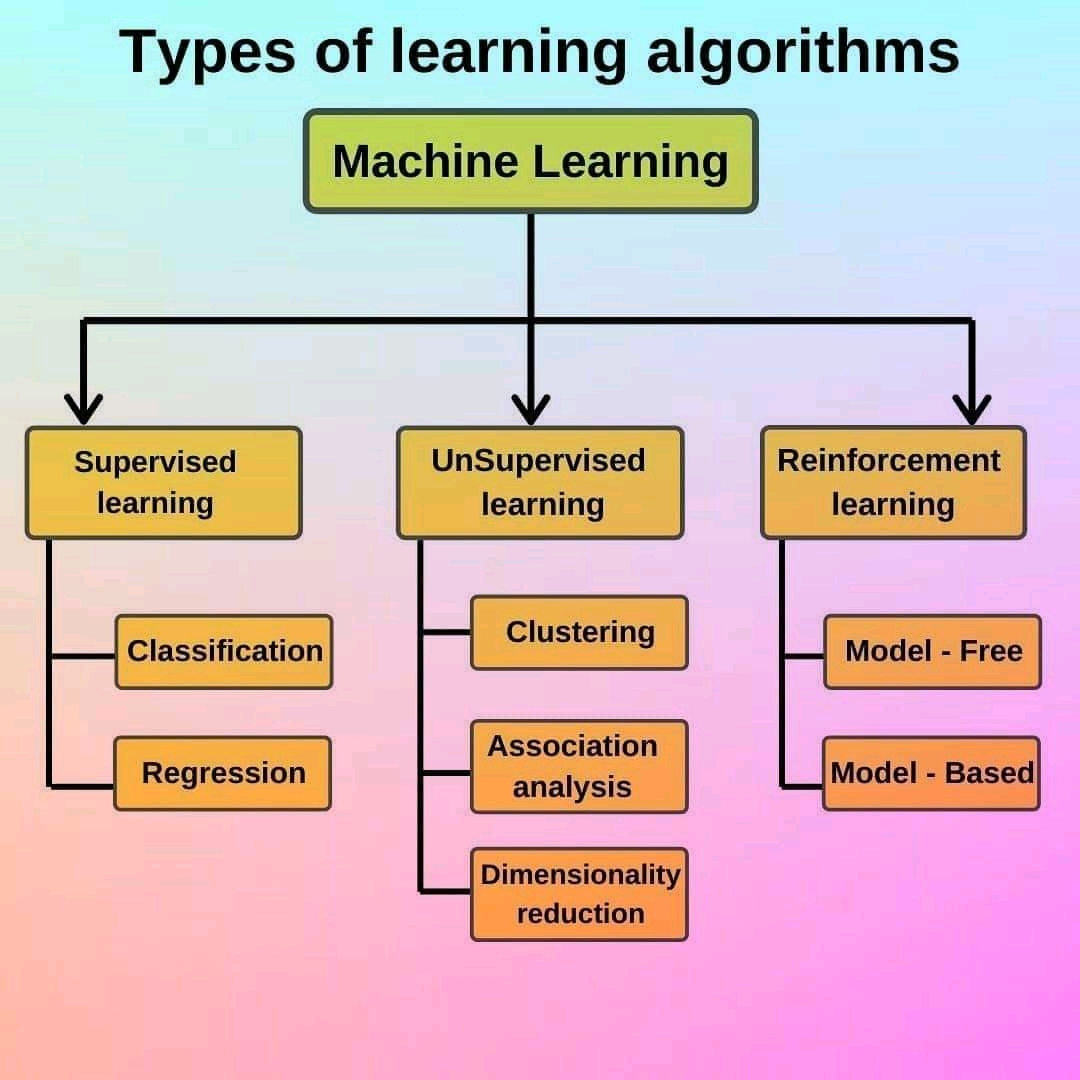 Types of learning algorithms
Machine Learning
Supervised
learning
Classification
Regression
UnSupervised
learning
Clustering
Association
analysis
Dimensionality
reduction
Reinforcement
learning
Model - Free
Model - Based